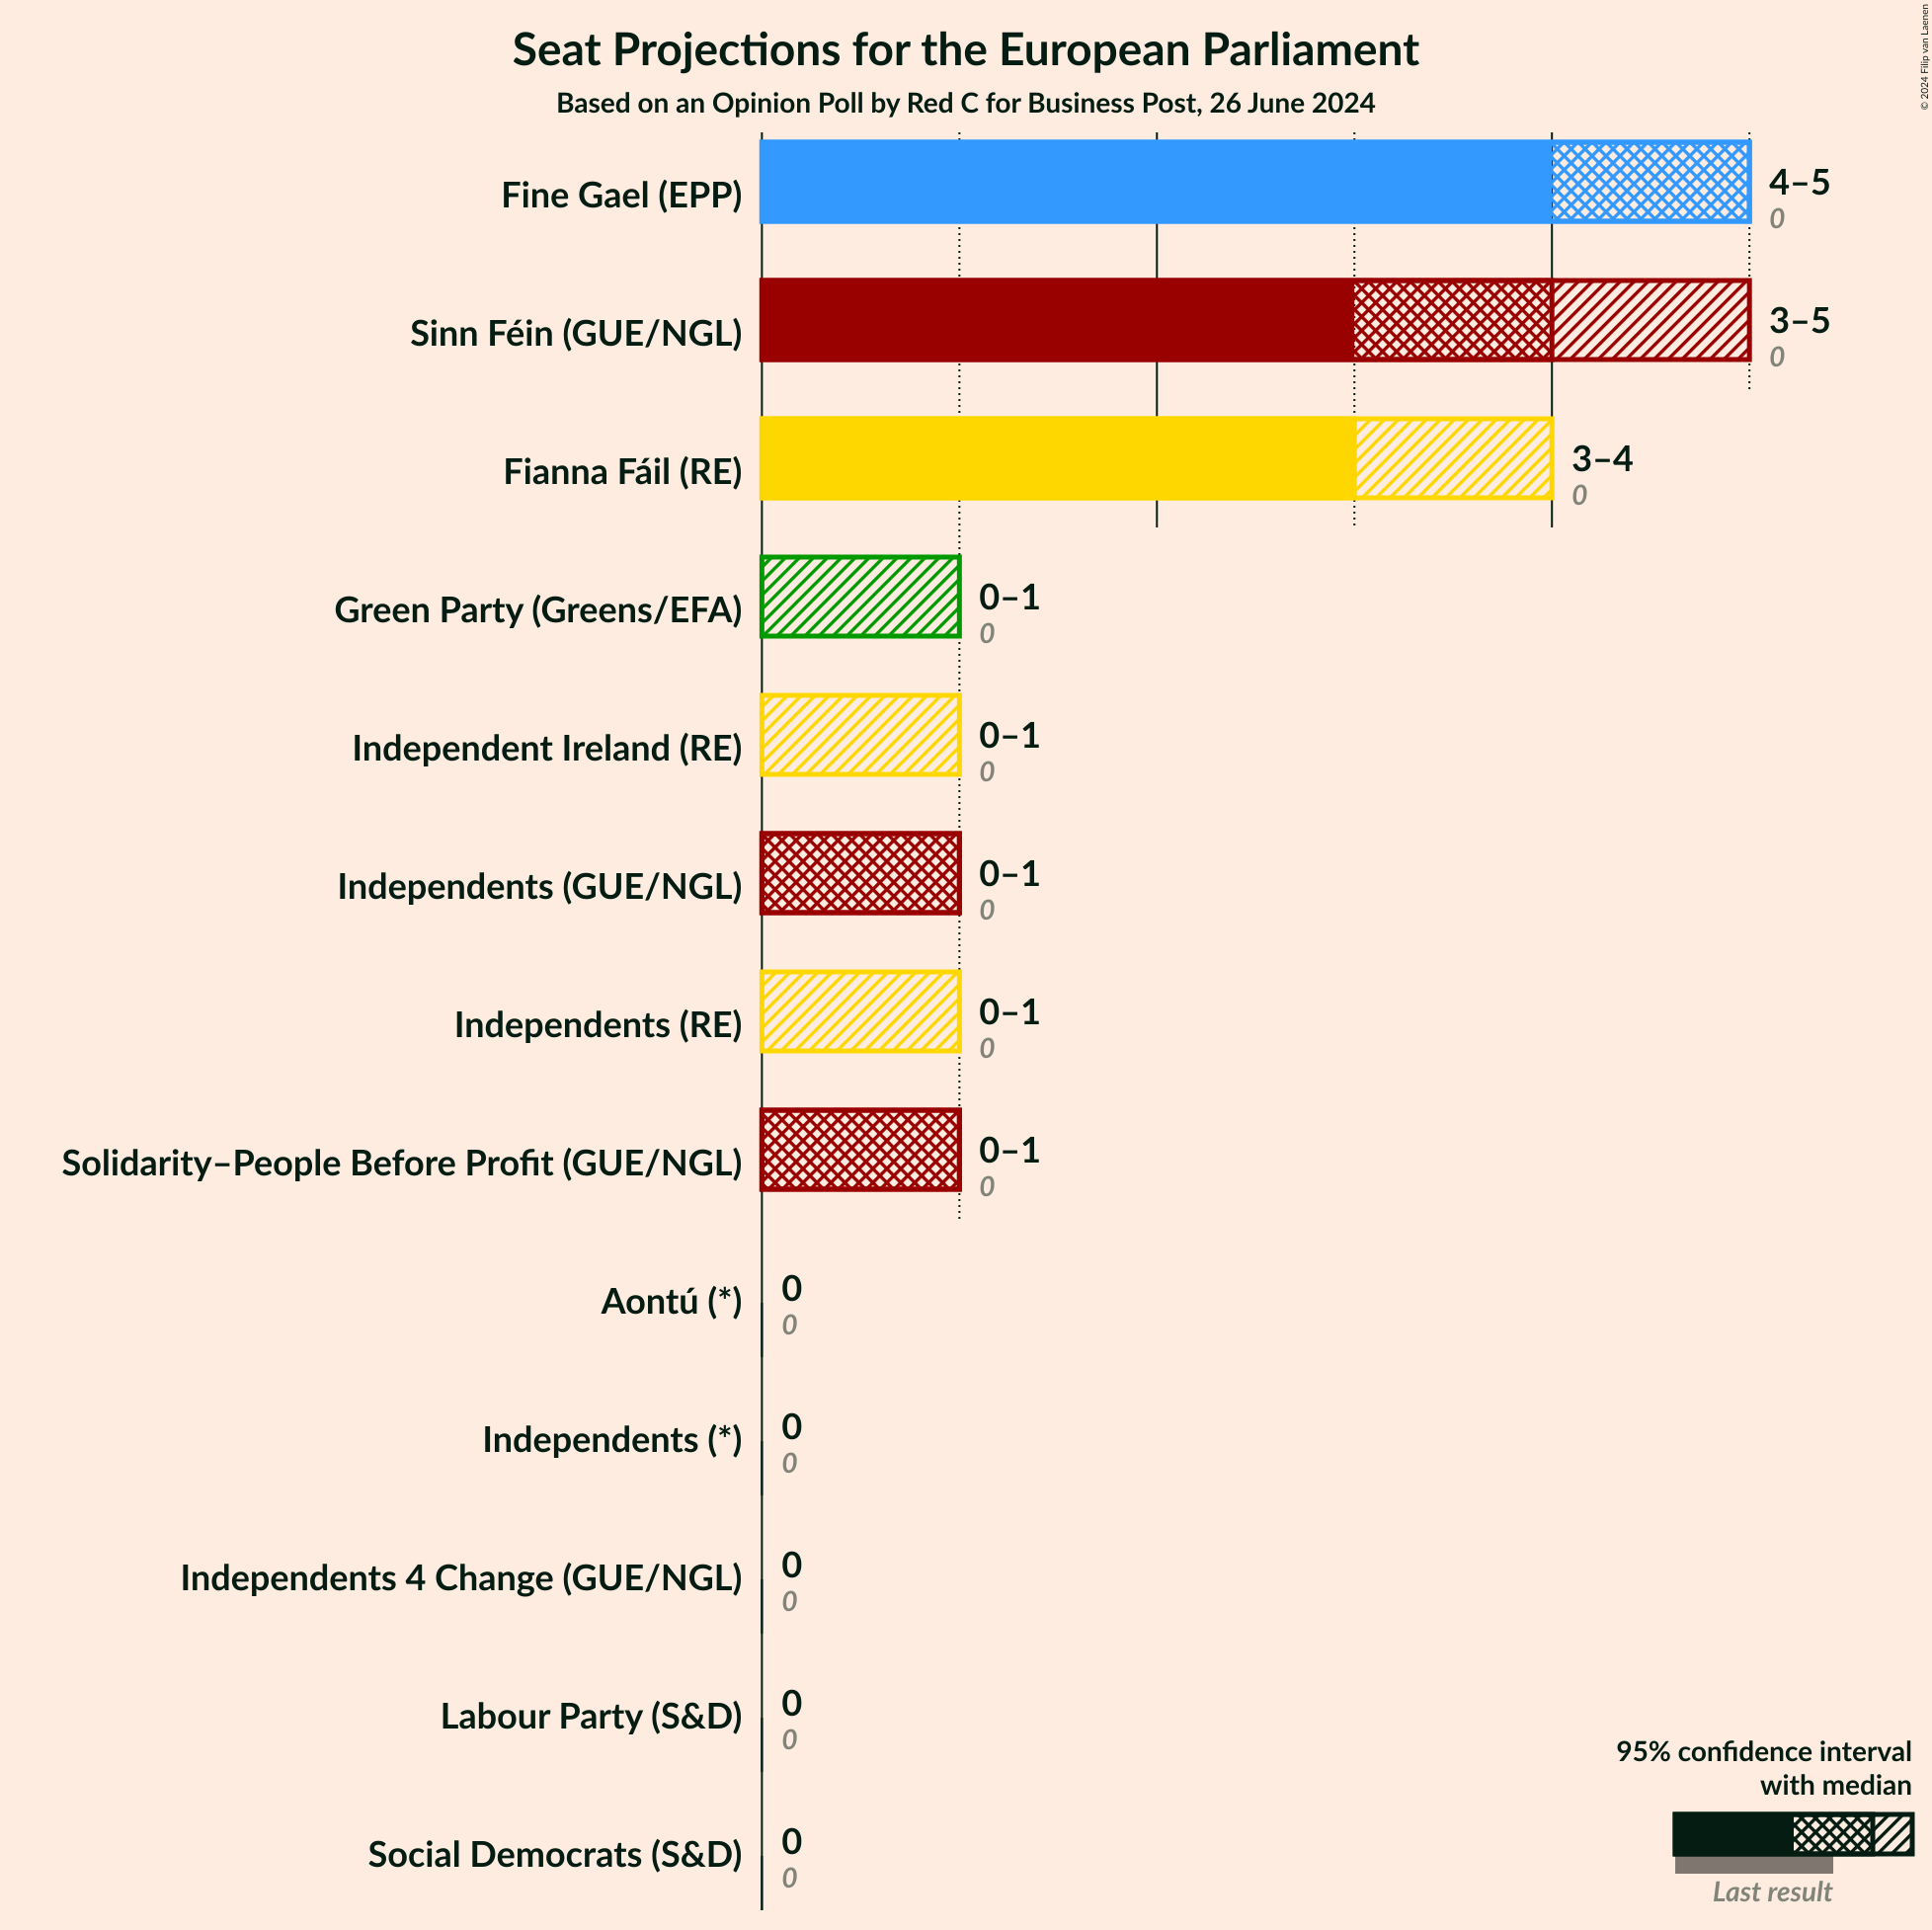 Seat Projections for the European Parliament
Based on an Opinion Poll by Red C for Business Post, 26 June 2024
© 2024 Filip van Laenen
Fine Gael (EPP)
4–5
0
Sinn Féin (GUE/NGL)
3–5
0
Fianna Fáil (RE)
3–4
0
Green Party (Greens/EFA)
0–1
0
Independent Ireland (RE)
0–1
0
Independents (GUE/NGL)
0–1
0
Independents (RE)
0–1
0
Solidarity–People Before Profit (GUE/NGL)
0–1
0
Aontú (*)
0
0
Independents (*)
0
0
Independents 4 Change (GUE/NGL)
0
0
Labour Party (S&D)
0
0
Social Democrats (S&D)
0
0
95% confidence interval
with median
Last result